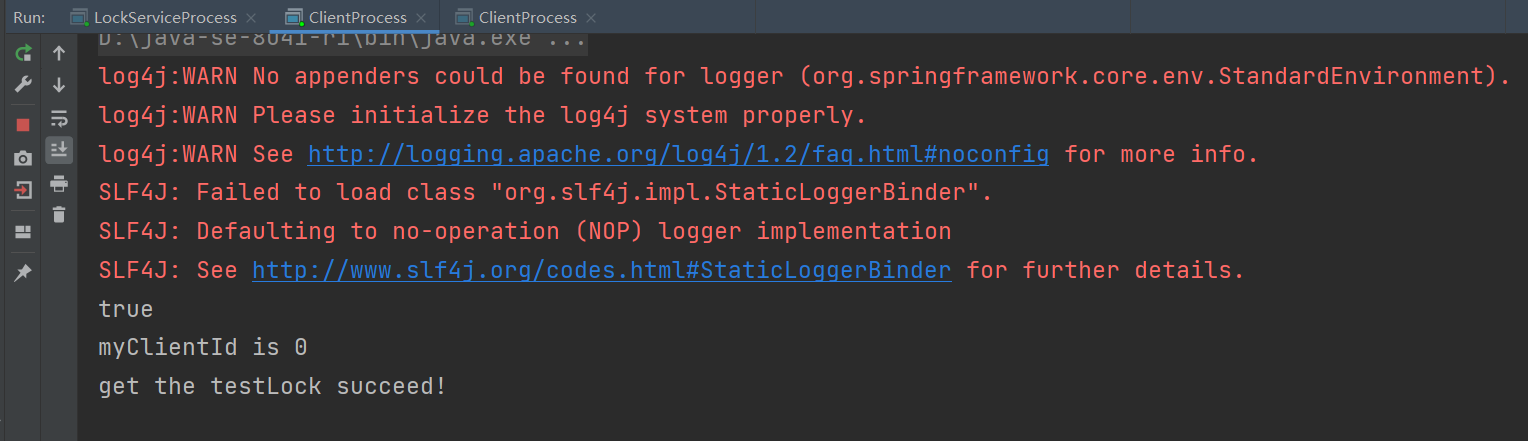 Run: LockServiceProcess × ClientProcess × ClientProcess ×
D:\java-se-8u41-ri\bin\java.exe ...
log4j:WARN No appenders could be found for logger (org.springframework.core.env.StandardEnvironment).
log4j:WARN Please initialize the log4j system properly.
log4j:WARN See http://logging.apache.org/log4j/1.2/faq.html#noconfig for more info.
SLF4J: Failed to load class "org.slf4j.impl.StaticLoggerBinder".
SLF4J: Defaulting to no-operation (NOP) logger implementation
SLF4J: See http://www.slf4j.org/codes.html#StaticLoggerBinder for further details.
true
myClientId is 0
get the testLock succeed!